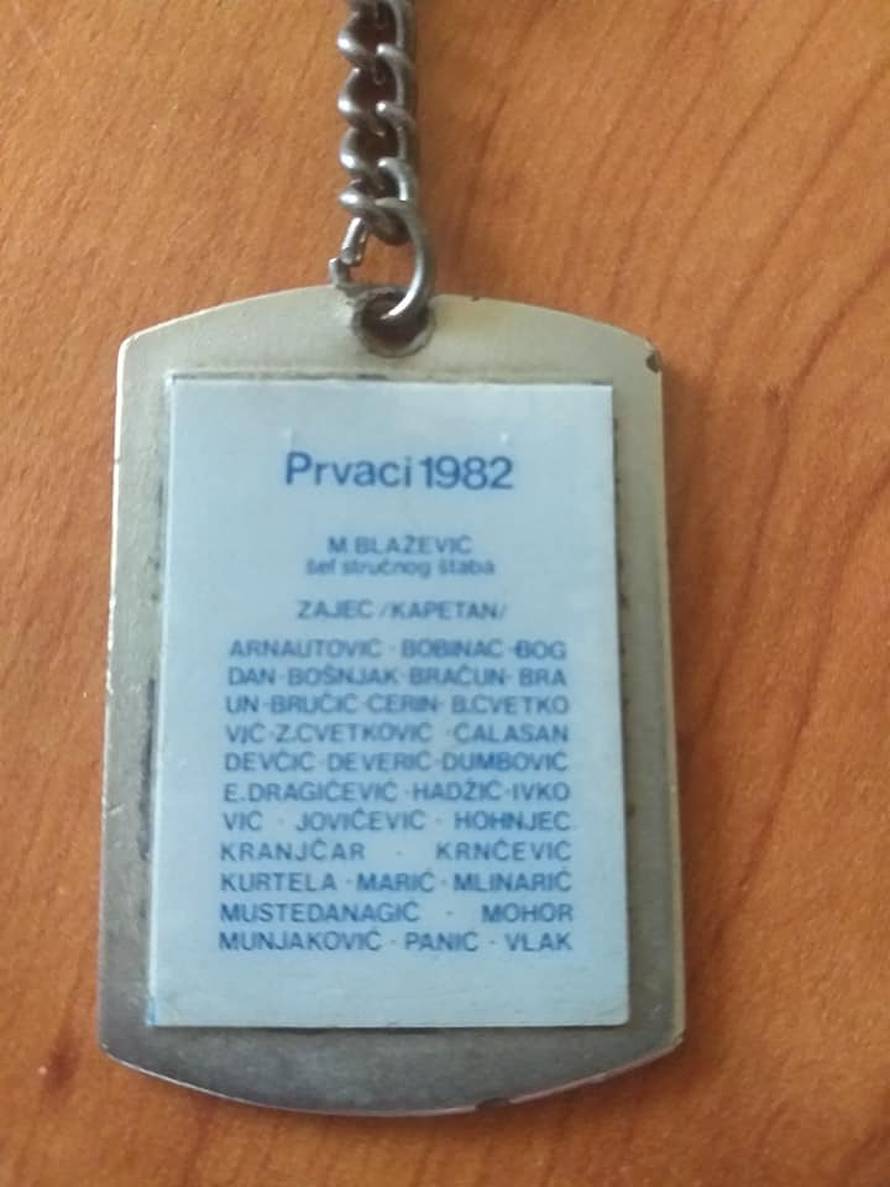 Prvaci 1982
M.BLAŽEVIĆ
šef stručnog štaba
ZAJEC /KAPETAN/
ARNAUTOVIĆ · BOBINAC · BOG
DAN · BOŠNJAK · BRAČUN · BRA
UN · BRUČIĆ · CERIN · B.CVETKO
VIĆ · Z.CVETKOVIĆ · ČALASAN
DEVČIĆ · DEVERIĆ · DUMBOVIĆ
E.DRAGIČEVIĆ · HADŽIĆ · IVKO
VIĆ · JOVIČEVIĆ · HOHNJEC
KRANJČAR · KRNČEVIĆ
KURTELA · MARIĆ · MLINARIĆ
MUSTEDANAGIĆ · MOHOR
MUNJAKOVIĆ · PANIĆ · VLAK